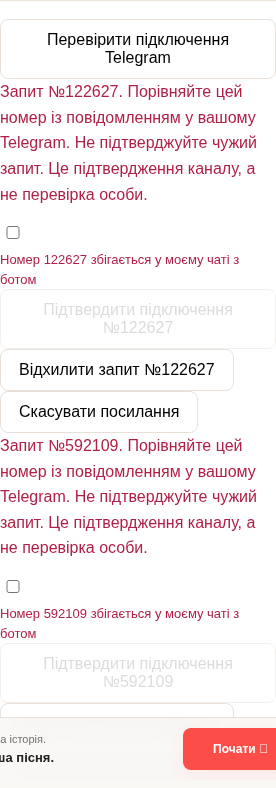 Перевірити підключення
Telegram
Запит №122627. Порівняйте цей
номер із повідомленням у вашому
Telegram. Не підтверджуйте чужий
запит. Це підтвердження каналу, а
не перевірка особи.
Номер 122627 збігається у моєму чаті з
ботом
Підтвердити підключення
№122627
Відхилити запит №122627
Скасувати посилання
Запит №592109. Порівняйте цей
номер із повідомленням у вашому
Telegram. Не підтверджуйте чужий
запит. Це підтвердження каналу, а
не перевірка особи.
Номер 592109 збігається у моєму чаті з
ботом
Підтвердити підключення
№592109
а історія.
ша пісня.
Почати